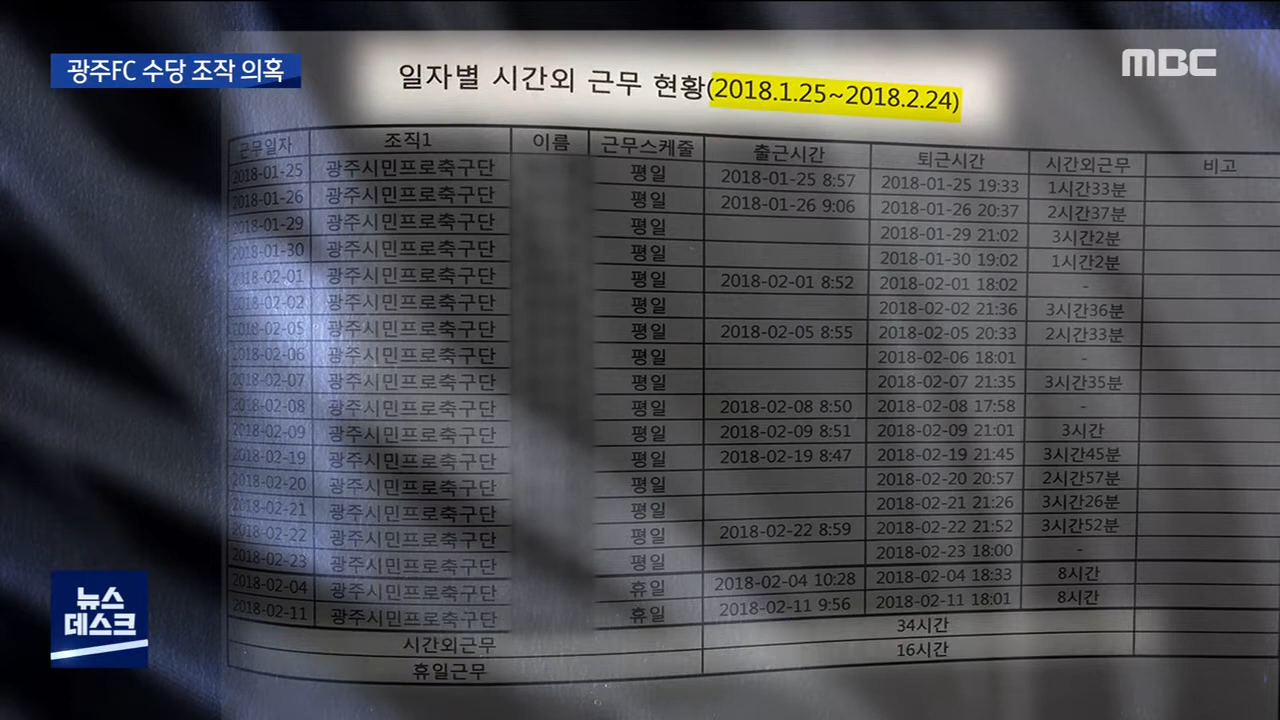 광주FC 수당 조작 의혹
MBC
일자별 시간외 근무 현황(2018.1.25~2018.2.24)
근무일자 조직1 이름 근무스케줄 출근시간 퇴근시간 시간외근무 비고
2018-01-25 광주시민프로축구단 평일 2018-01-25 8:57 2018-01-25 19:33 1시간33분
2018-01-26 광주시민프로축구단 평일 2018-01-26 9:06 2018-01-26 20:37 2시간37분
2018-01-29 광주시민프로축구단 평일 2018-01-29 21:02 3시간2분
2018-01-30 광주시민프로축구단 평일 2018-01-30 19:02 1시간2분
2018-02-01 광주시민프로축구단 평일 2018-02-01 8:52 2018-02-01 18:02 -
2018-02-02 광주시민프로축구단 평일 2018-02-02 21:36 3시간36분
2018-02-05 광주시민프로축구단 평일 2018-02-05 8:55 2018-02-05 20:33 2시간33분
2018-02-06 광주시민프로축구단 평일 2018-02-06 18:01 -
2018-02-07 광주시민프로축구단 평일 2018-02-07 21:35 3시간35분
2018-02-08 광주시민프로축구단 평일 2018-02-08 8:50 2018-02-08 17:58 -
2018-02-09 광주시민프로축구단 평일 2018-02-09 8:51 2018-02-09 21:01 3시간
2018-02-19 광주시민프로축구단 평일 2018-02-19 8:47 2018-02-19 21:45 3시간45분
2018-02-20 광주시민프로축구단 평일 2018-02-20 20:57 2시간57분
2018-02-21 광주시민프로축구단 평일 2018-02-21 21:26 3시간26분
2018-02-22 광주시민프로축구단 평일 2018-02-22 8:59 2018-02-22 21:52 3시간52분
2018-02-23 광주시민프로축구단 평일 2018-02-23 18:00 -
2018-02-04 광주시민프로축구단 휴일 2018-02-04 10:28 2018-02-04 18:33 8시간
2018-02-11 광주시민프로축구단 휴일 2018-02-11 9:56 2018-02-11 18:01 8시간
시간외근무 34시간
휴일근무 16시간
뉴스
데스크